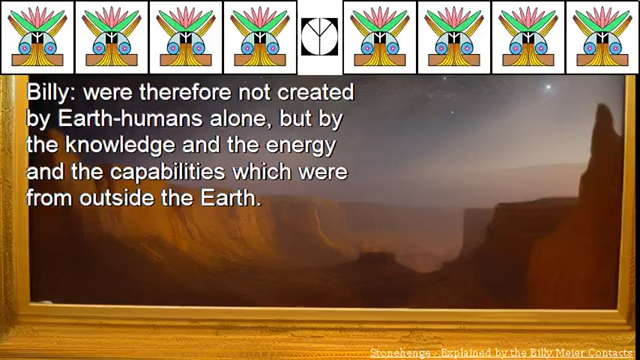 Billy: were therefore not created
by Earth-humans alone, but by
the knowledge and the energy
and the capabilities which were
from outside the Earth.
Stonehenge - Explained by the Billy Meier Contacts